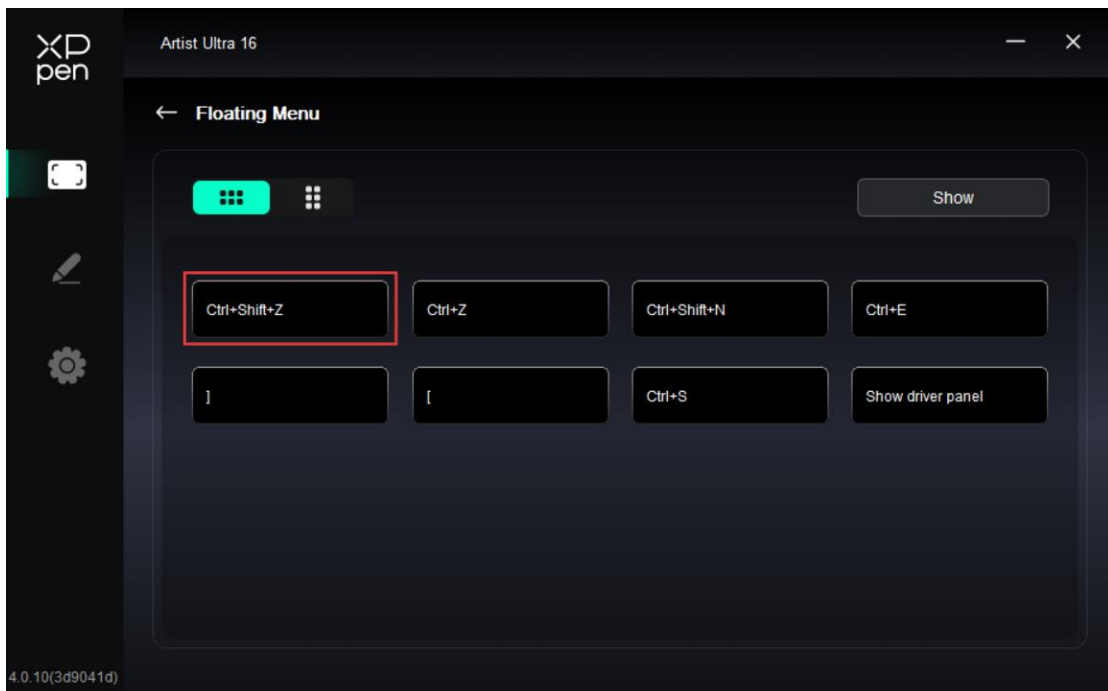 XP
pen
Artist Ultra 16
Floating Menu
Show
Ctrl+Shift+Z
Ctrl+Z
Ctrl+Shift+N
Ctrl+E
]
[
Ctrl+S
Show driver panel
4.0.10(3d9041d)